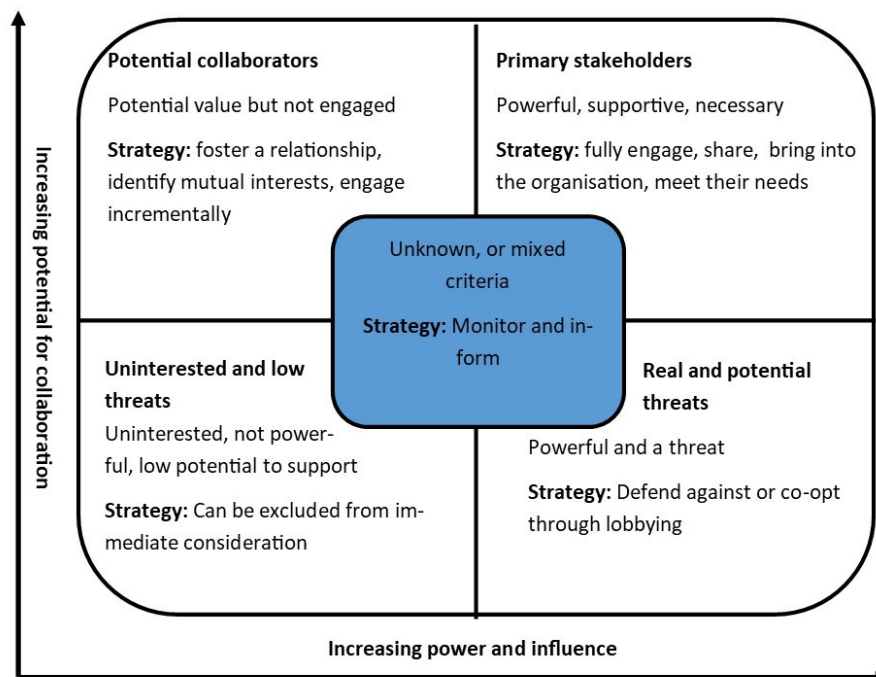 Increasing potential for collaboration
Potential collaborators
Potential value but not engaged
Strategy: foster a relationship,
identify mutual interests, engage
incrementally
Primary stakeholders
Powerful, supportive, necessary
Strategy: fully engage, share, bring into
the organisation, meet their needs
Unknown, or mixed
criteria
Strategy: Monitor and in-
form
Uninterested and low
threats
Uninterested, not power-
ful, low potential to support
Strategy: Can be excluded from im-
mediate consideration
Real and potential
threats
Powerful and a threat
Strategy: Defend against or co-opt
through lobbying
Increasing power and influence